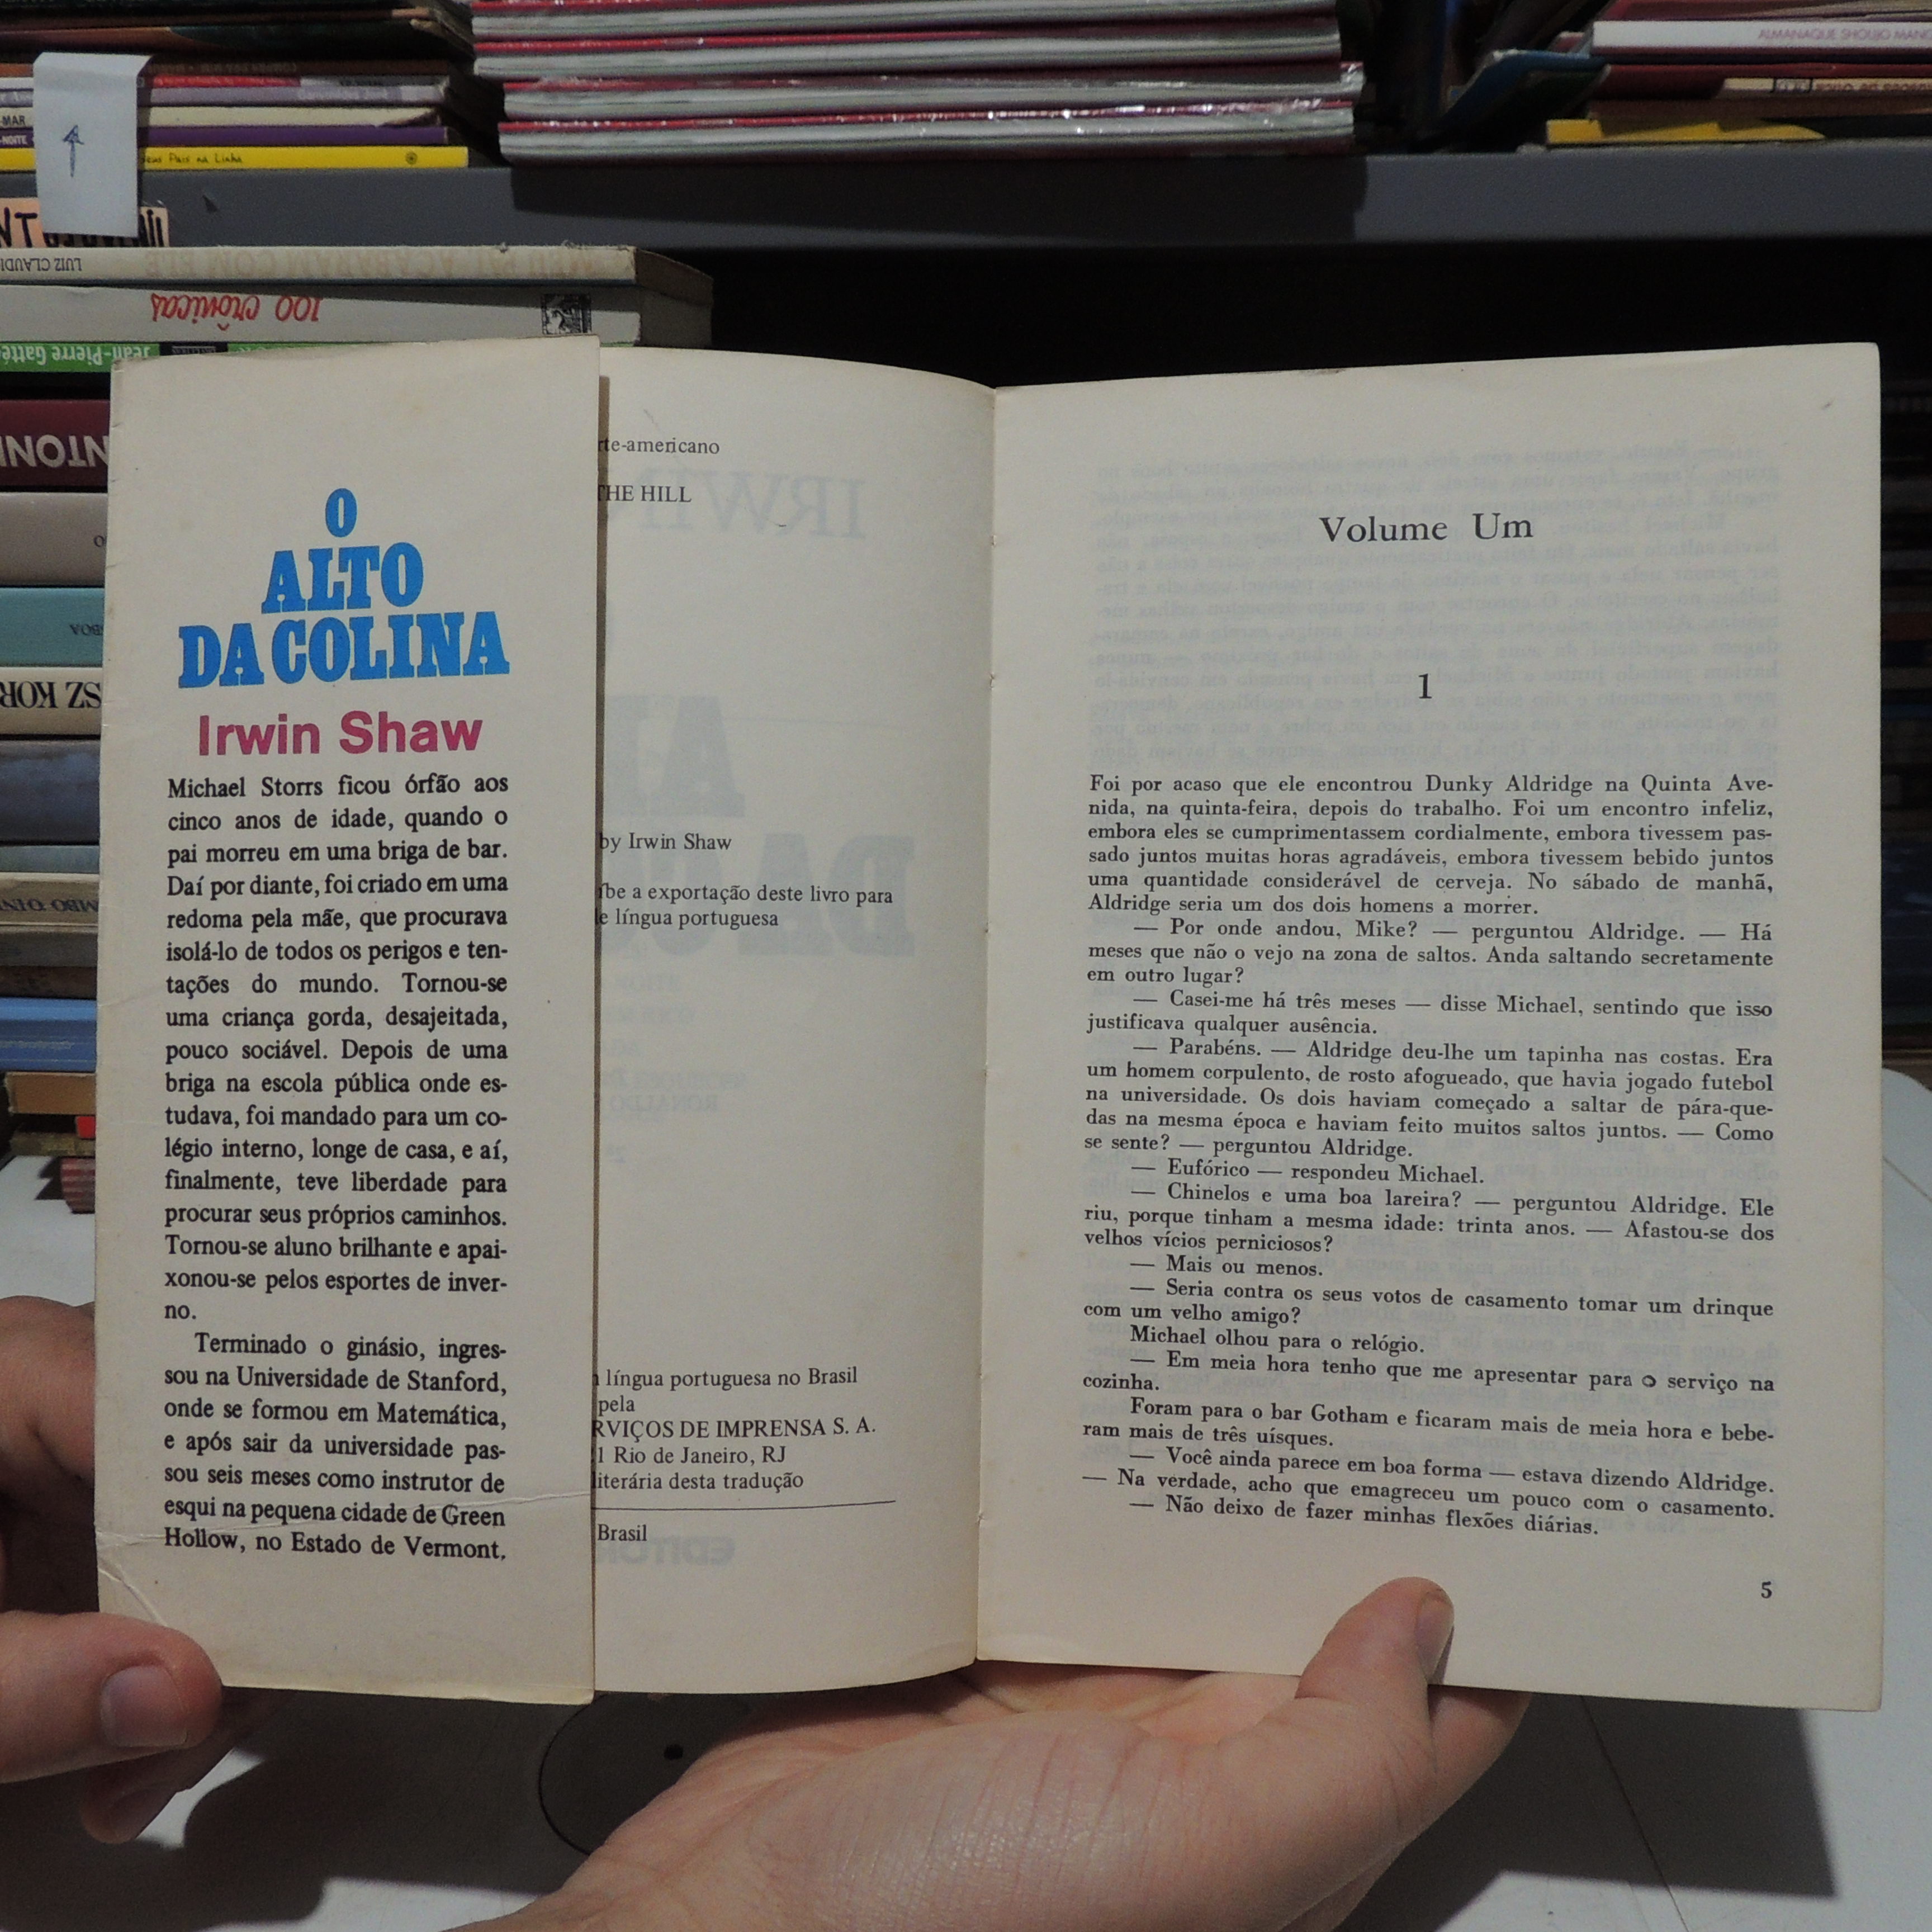 ALMANAQUE SHOUJO MANG
MAR
NOITE
seus Pais na Linha
LUIZ CLAUDI
ACABARAM COM ELE
100 crônicas
Jean-Pierre Gatté
O
ALTO
DA COLINA
Irwin Shaw
Michael Storrs ficou órfão aos
cinco anos de idade, quando o
pai morreu em uma briga de bar.
Daí por diante, foi criado em uma
redoma pela mãe, que procurava
isolá-lo de todos os perigos e ten-
tações do mundo. Tornou-se
uma criança gorda, desajeitada,
pouco sociável. Depois de uma
briga na escola pública onde es-
tudava, foi mandado para um co-
légio interno, longe de casa, e aí,
finalmente, teve liberdade para
procurar seus próprios caminhos.
Tornou-se aluno brilhante e apai-
xonou-se pelos esportes de inver-
no.
Terminado o ginásio, ingres-
sou na Universidade de Stanford,
onde se formou em Matemática,
e após sair da universidade pas-
sou seis meses como instrutor de
esqui na pequena cidade de Green
Hollow, no Estado de Vermont.
rte-americano
THE HILL
by Irwin Shaw
íbe a exportação deste livro para
e língua portuguesa
língua portuguesa no Brasil
pela
RVIÇOS DE IMPRENSA S. A.
1 Rio de Janeiro, RJ
literária desta tradução
Brasil
Volume Um
1
Foi por acaso que ele encontrou Dunky Aldridge na Quinta Ave-
nida, na quinta-feira, depois do trabalho. Foi um encontro infeliz,
embora eles se cumprimentassem cordialmente, embora tivessem pas-
sado juntos muitas horas agradáveis, embora tivessem bebido juntos
uma quantidade considerável de cerveja. No sábado de manhã,
Aldridge seria um dos dois homens a morrer.
— Por onde andou, Mike? — perguntou Aldridge. — Há
meses que não o vejo na zona de saltos. Anda saltando secretamente
em outro lugar?
— Casei-me há três meses — disse Michael, sentindo que isso
justificava qualquer ausência.
— Parabéns. — Aldridge deu-lhe um tapinha nas costas. Era
um homem corpulento, de rosto afogueado, que havia jogado futebol
na universidade. Os dois haviam começado a saltar de pára-que-
das na mesma época e haviam feito muitos saltos juntos. — Como
se sente? — perguntou Aldridge.
— Eufórico — respondeu Michael.
— Chinelos e uma boa lareira? — perguntou Aldridge. Ele
riu, porque tinham a mesma idade: trinta anos. — Afastou-se dos
velhos vícios perniciosos?
— Mais ou menos.
— Seria contra os seus votos de casamento tomar um drinque
com um velho amigo?
Michael olhou para o relógio.
— Em meia hora tenho que me apresentar para o serviço na
cozinha.
Foram para o bar Gotham e ficaram mais de meia hora e bebe-
ram mais de três uísques.
— Você ainda parece em boa forma — estava dizendo Aldridge.
— Na verdade, acho que emagreceu um pouco com o casamento.
— Não deixo de fazer minhas flexões diárias.
5